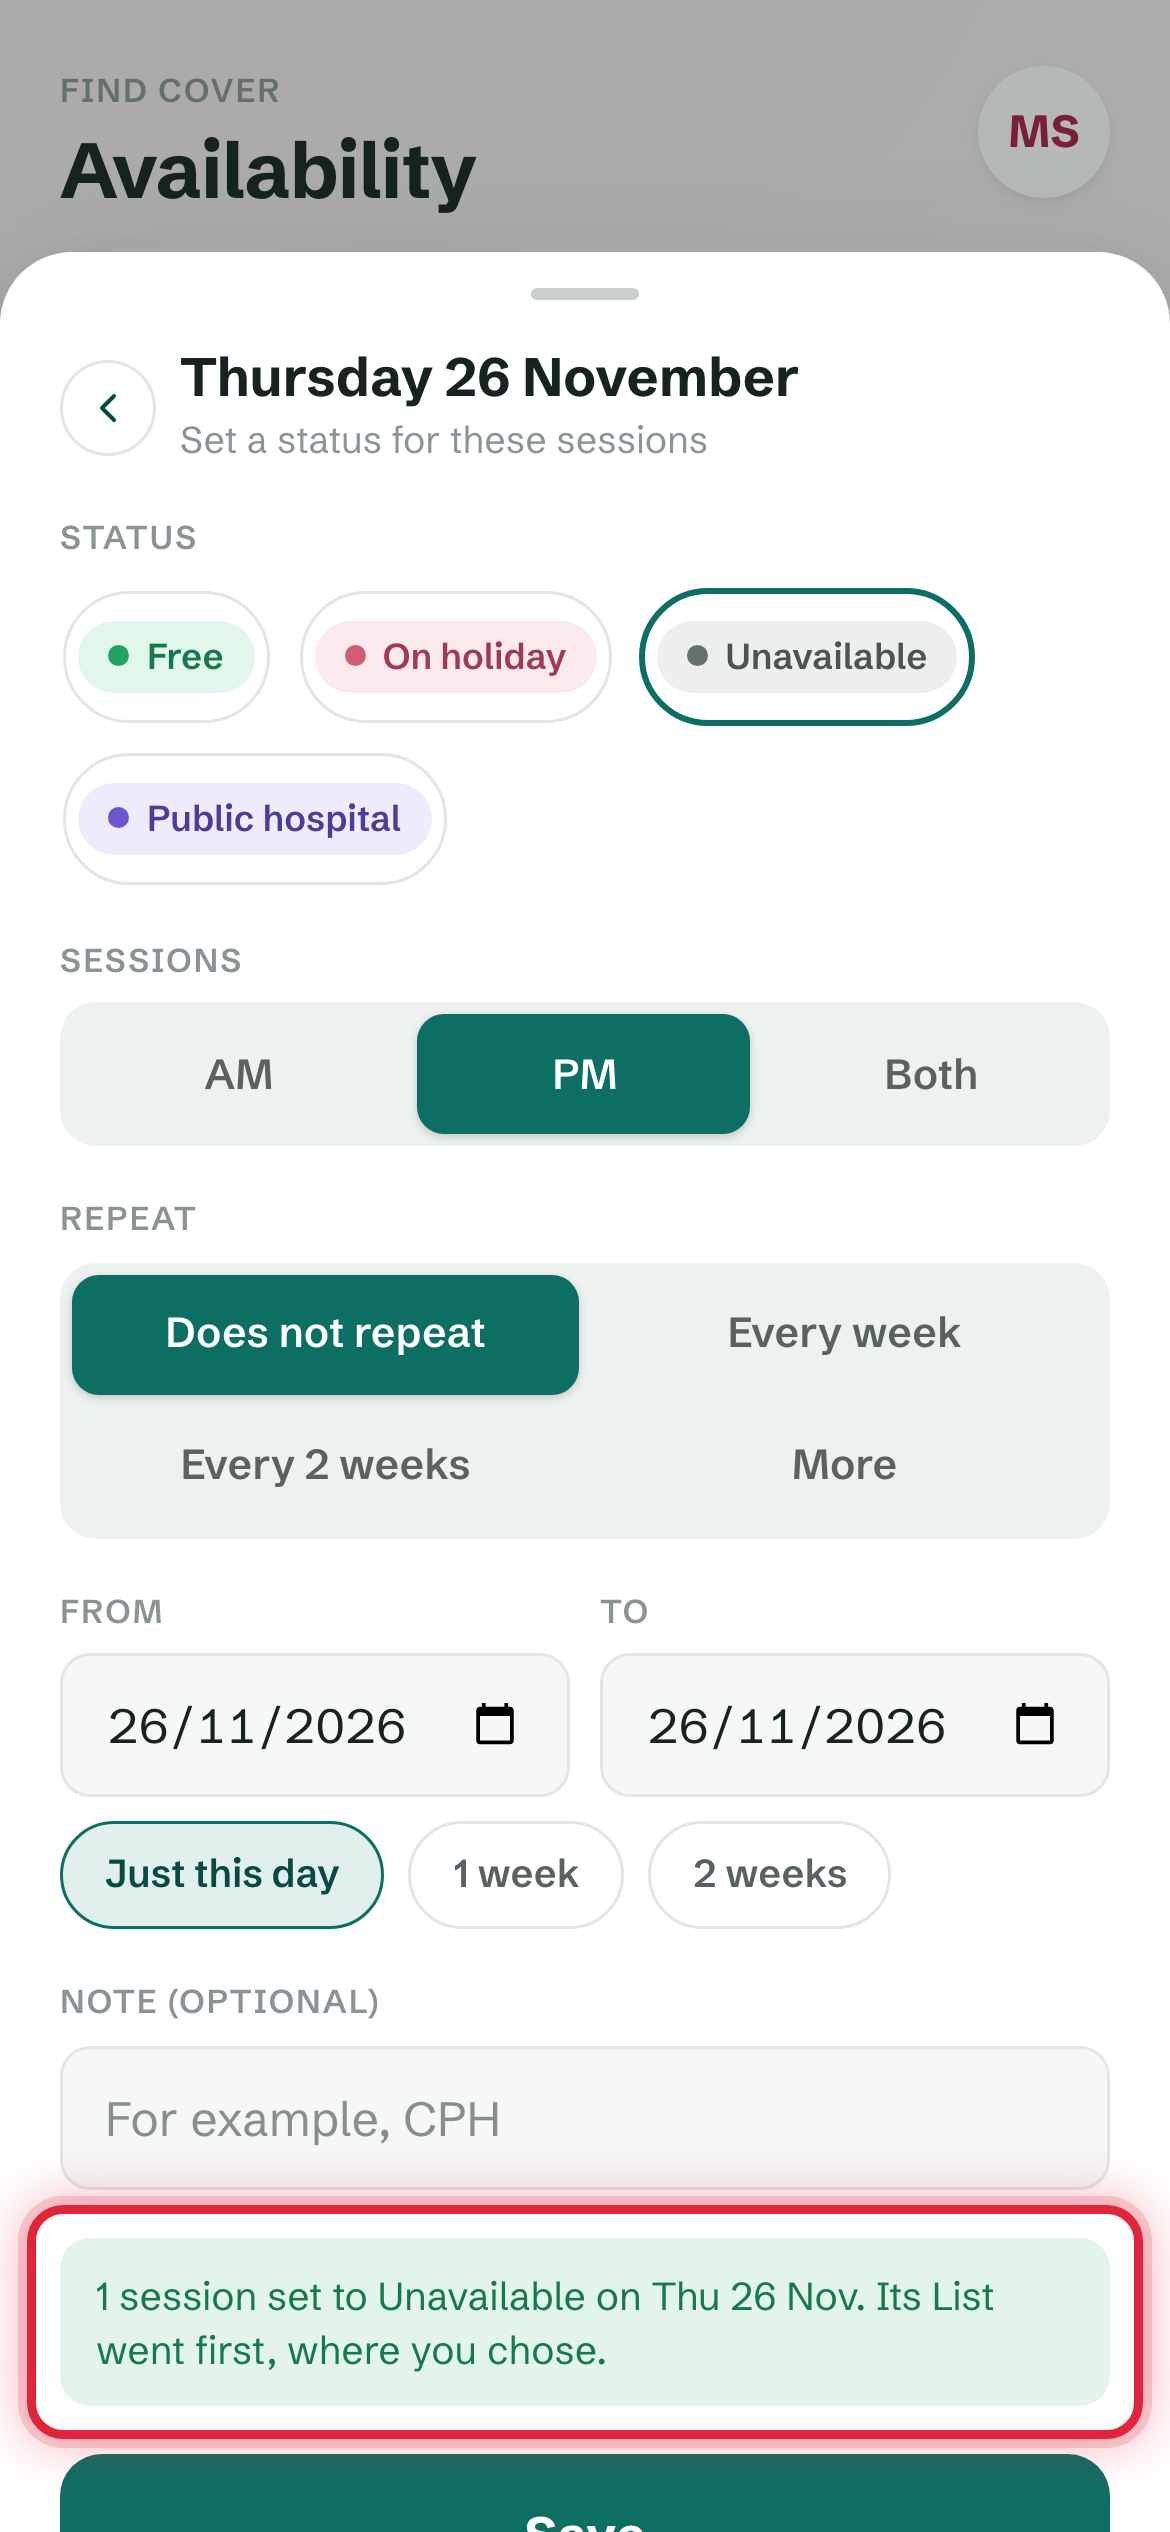 FIND COVER
Availability
MS
Thursday 26 November
Set a status for these sessions
STATUS
Free
On holiday
Unavailable
Public hospital
SESSIONS
AM
PM
Both
REPEAT
Does not repeat
Every week
Every 2 weeks
More
FROM
TO
26/11/2026
26/11/2026
Just this day
1 week
2 weeks
NOTE (OPTIONAL)
For example, CPH
1 session set to Unavailable on Thu 26 Nov. Its List
went first, where you chose.
Save